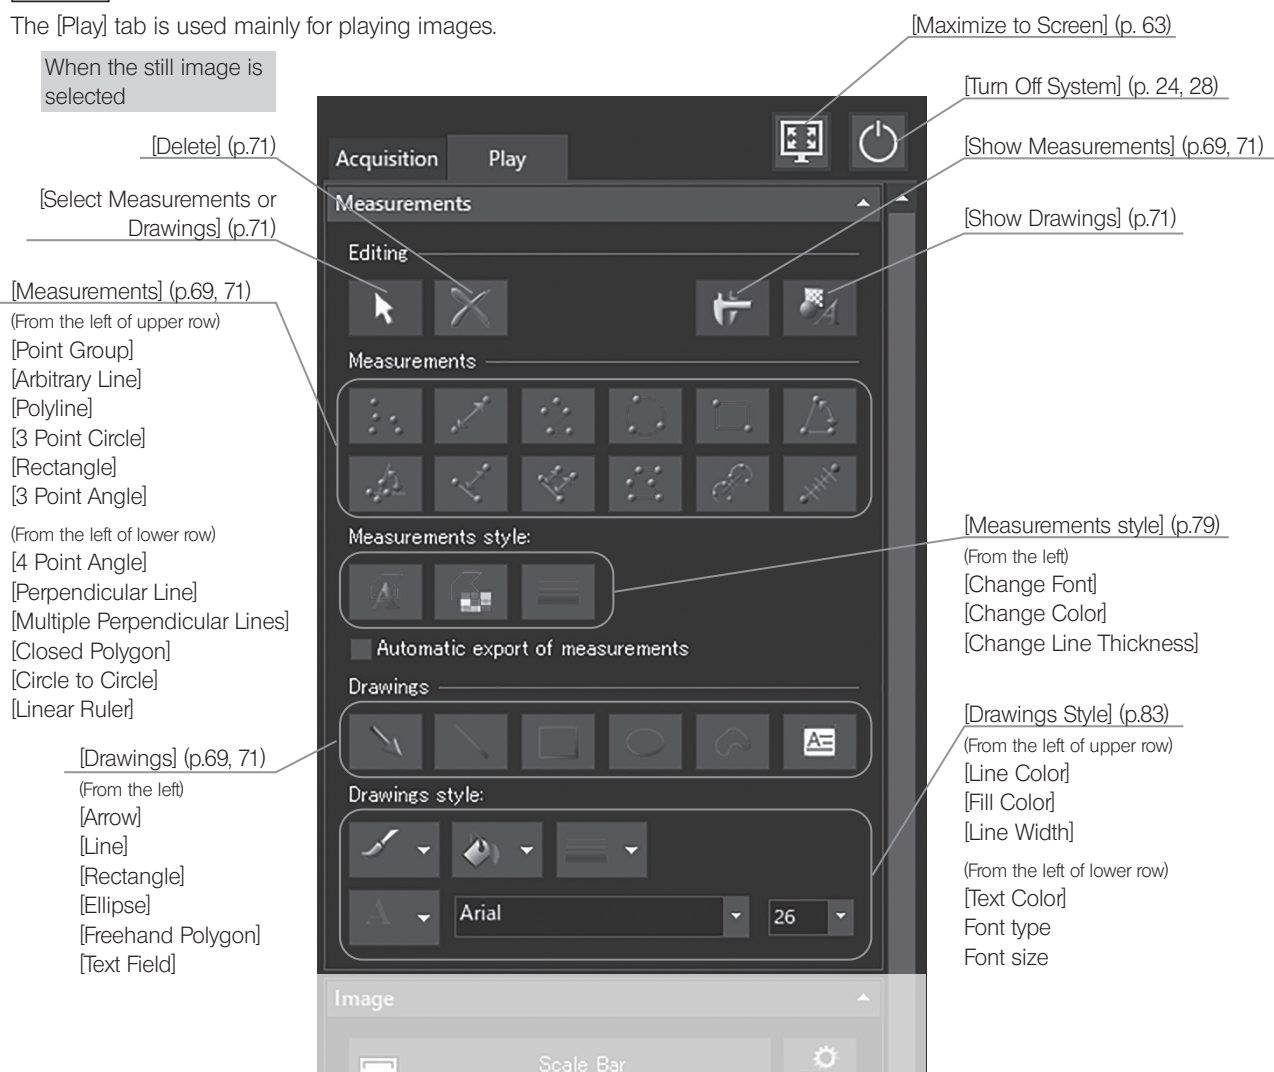 The [Play] tab is used mainly for playing images.
When the still image is
selected
[Delete] (p.71)
[Select Measurements or
Drawings] (p.71)
[Measurements] (p.69, 71)
(From the left of upper row)
[Point Group]
[Arbitrary Line]
[Polyline]
[3 Point Circle]
[Rectangle]
[3 Point Angle]
(From the left of lower row)
[4 Point Angle]
[Perpendicular Line]
[Multiple Perpendicular Lines]
[Closed Polygon]
[Circle to Circle]
[Linear Ruler]
[Drawings] (p.69, 71)
(From the left)
[Arrow]
[Line]
[Rectangle]
[Ellipse]
[Freehand Polygon]
[Text Field]
Acquisition Play
Measurements
Editing
Measurements
Measurements style:
Automatic export of measurements
Drawings
Drawings style:
Arial 26
Image
Scale Bar
[Maximize to Screen] (p. 63)
[Turn Off System] (p. 24, 28)
[Show Measurements] (p.69, 71)
[Show Drawings] (p.71)
[Measurements style] (p.79)
(From the left)
[Change Font]
[Change Color]
[Change Line Thickness]
[Drawings Style] (p.83)
(From the left of upper row)
[Line Color]
[Fill Color]
[Line Width]
(From the left of lower row)
[Text Color]
Font type
Font size